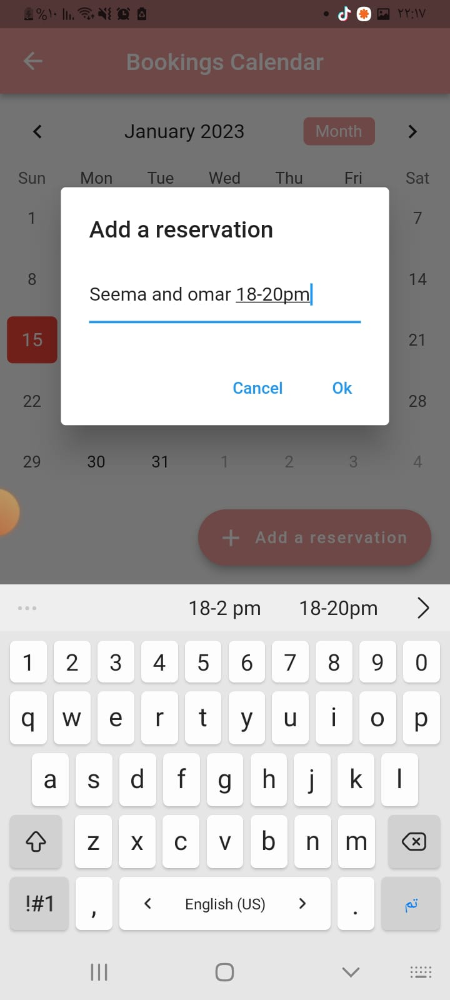 %١٠ ٢٢:١٧
Bookings Calendar
January 2023 Month
Sun Mon Tue Wed Thu Fri Sat
1 7
Add a reservation
8 14
Seema and omar 18-20pm
15 21
Cancel Ok
22 28
29 30 31 1 2 3 4
+ Add a reservation
18-2 pm 18-20pm
1 2 3 4 5 6 7 8 9 0
q w e r t y u i o p
a s d f g h j k l
z x c v b n m
!#1 , English (US) . تم